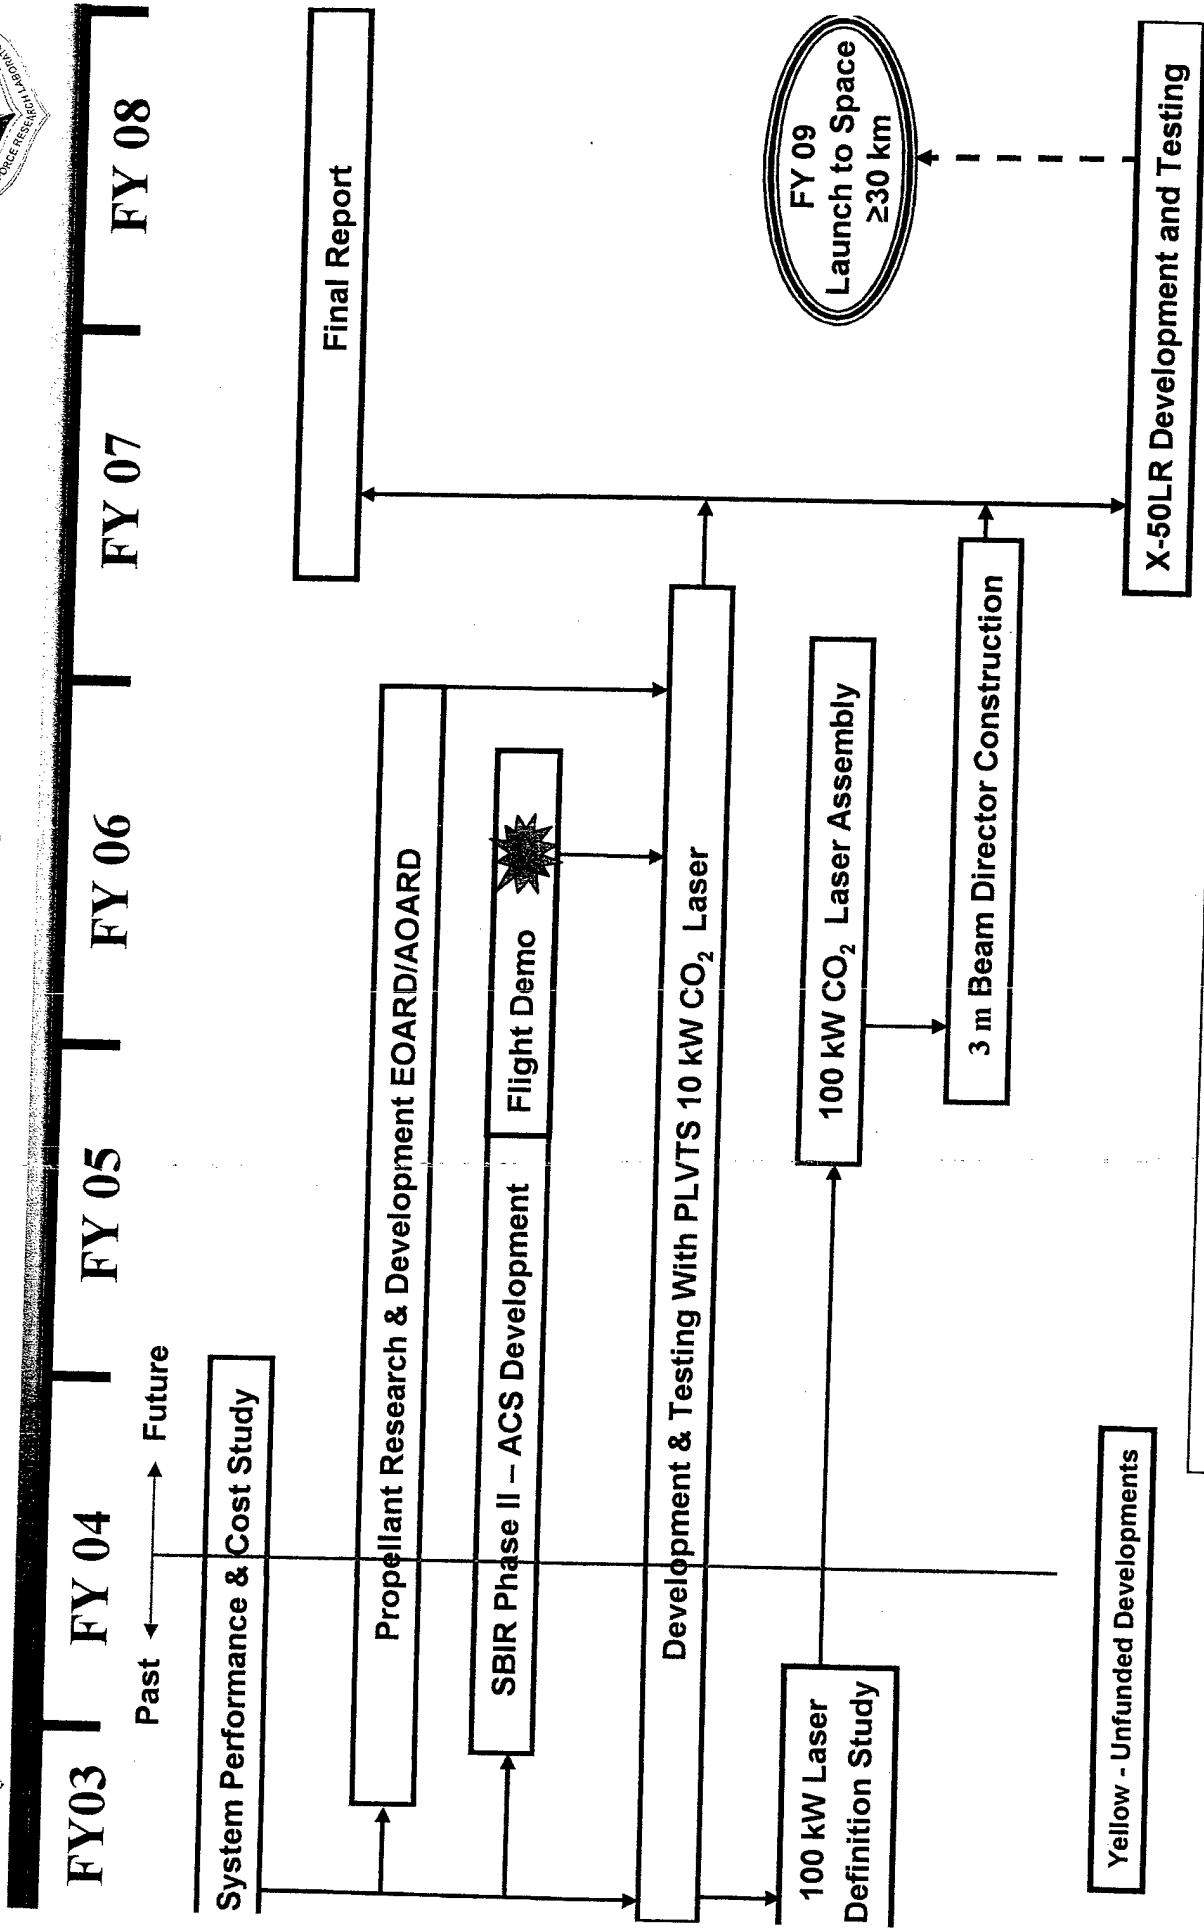 FORCE RESEARCH LABORATO
FY03
FY 04
FY 05
FY 06
FY 07
FY 08
Past
Future
System Performance & Cost Study
Final Report
Propellant Research & Development EOARD/AOARD
SBIR Phase II – ACS Development
Flight Demo
Development & Testing With PLVTS 10 kW CO₂ Laser
FY 09
Launch to Space
≥30 km
100 kW Laser
Definition Study
100 kW CO₂ Laser Assembly
3 m Beam Director Construction
Yellow - Unfunded Developments
X-50LR Development and Testing